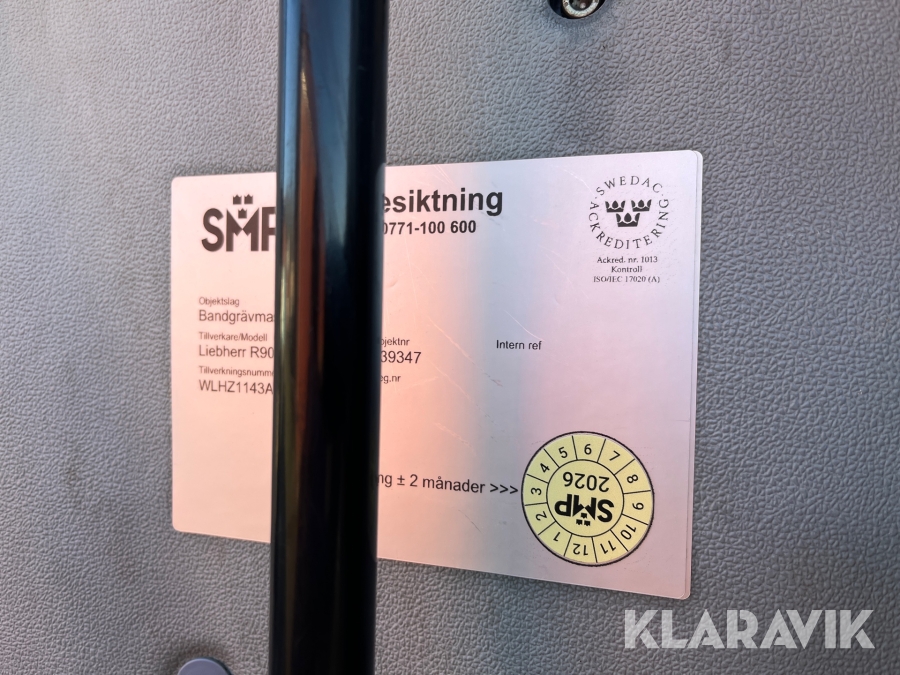 SMP
esiktning
0771-100 600
SWEDAC
ACKREDITERING
Ackred. nr. 1013
Kontroll
ISO/IEC 17020 (A)
Objektslag
Bandgrävma
Tillverkare/Modell
Liebherr R90
bjektnr
39347
Intern ref
Tillverkningsnumm
WLHZ1143A
eg.nr
ng ± 2 månader >>>
1 2 3 4 5 6 7 8 9 10 11 12
SMP
2026
KLARAVIK